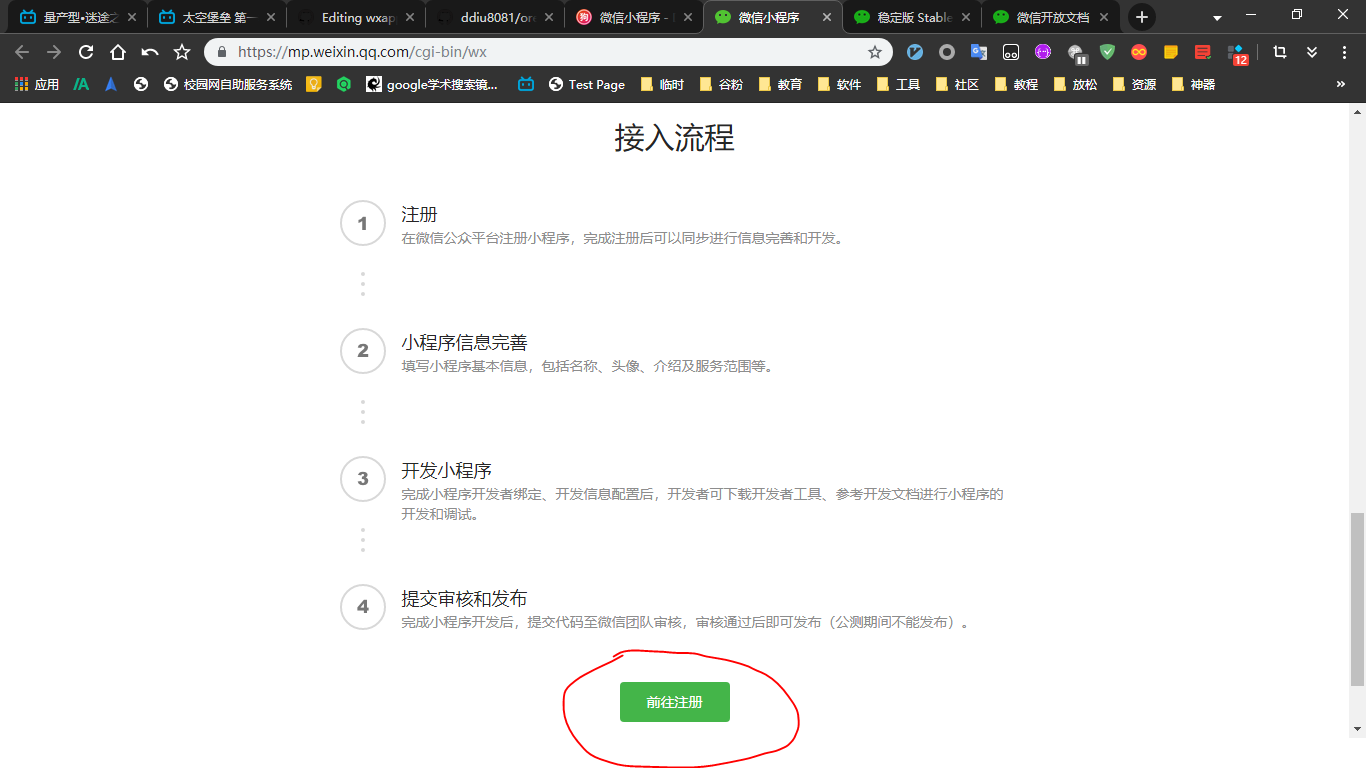 量产型•迷途之
太空堡垒 第一
Editing wxap
ddiu8081/ore
微信小程序 -
微信小程序
稳定版 Stable
微信开放文档
https://mp.weixin.qq.com/cgi-bin/wx
12
应用
校园网自助服务系统
google学术搜索镜...
Test Page
临时
谷粉
教育
软件
工具
社区
教程
放松
资源
神器
»
接入流程
1
注册
在微信公众平台注册小程序，完成注册后可以同步进行信息完善和开发。
2
小程序信息完善
填写小程序基本信息，包括名称、头像、介绍及服务范围等。
3
开发小程序
完成小程序开发者绑定、开发信息配置后，开发者可下载开发者工具、参考开发文档进行小程序的
开发和调试。
4
提交审核和发布
完成小程序开发后，提交代码至微信团队审核，审核通过后即可发布（公测期间不能发布）。
前往注册